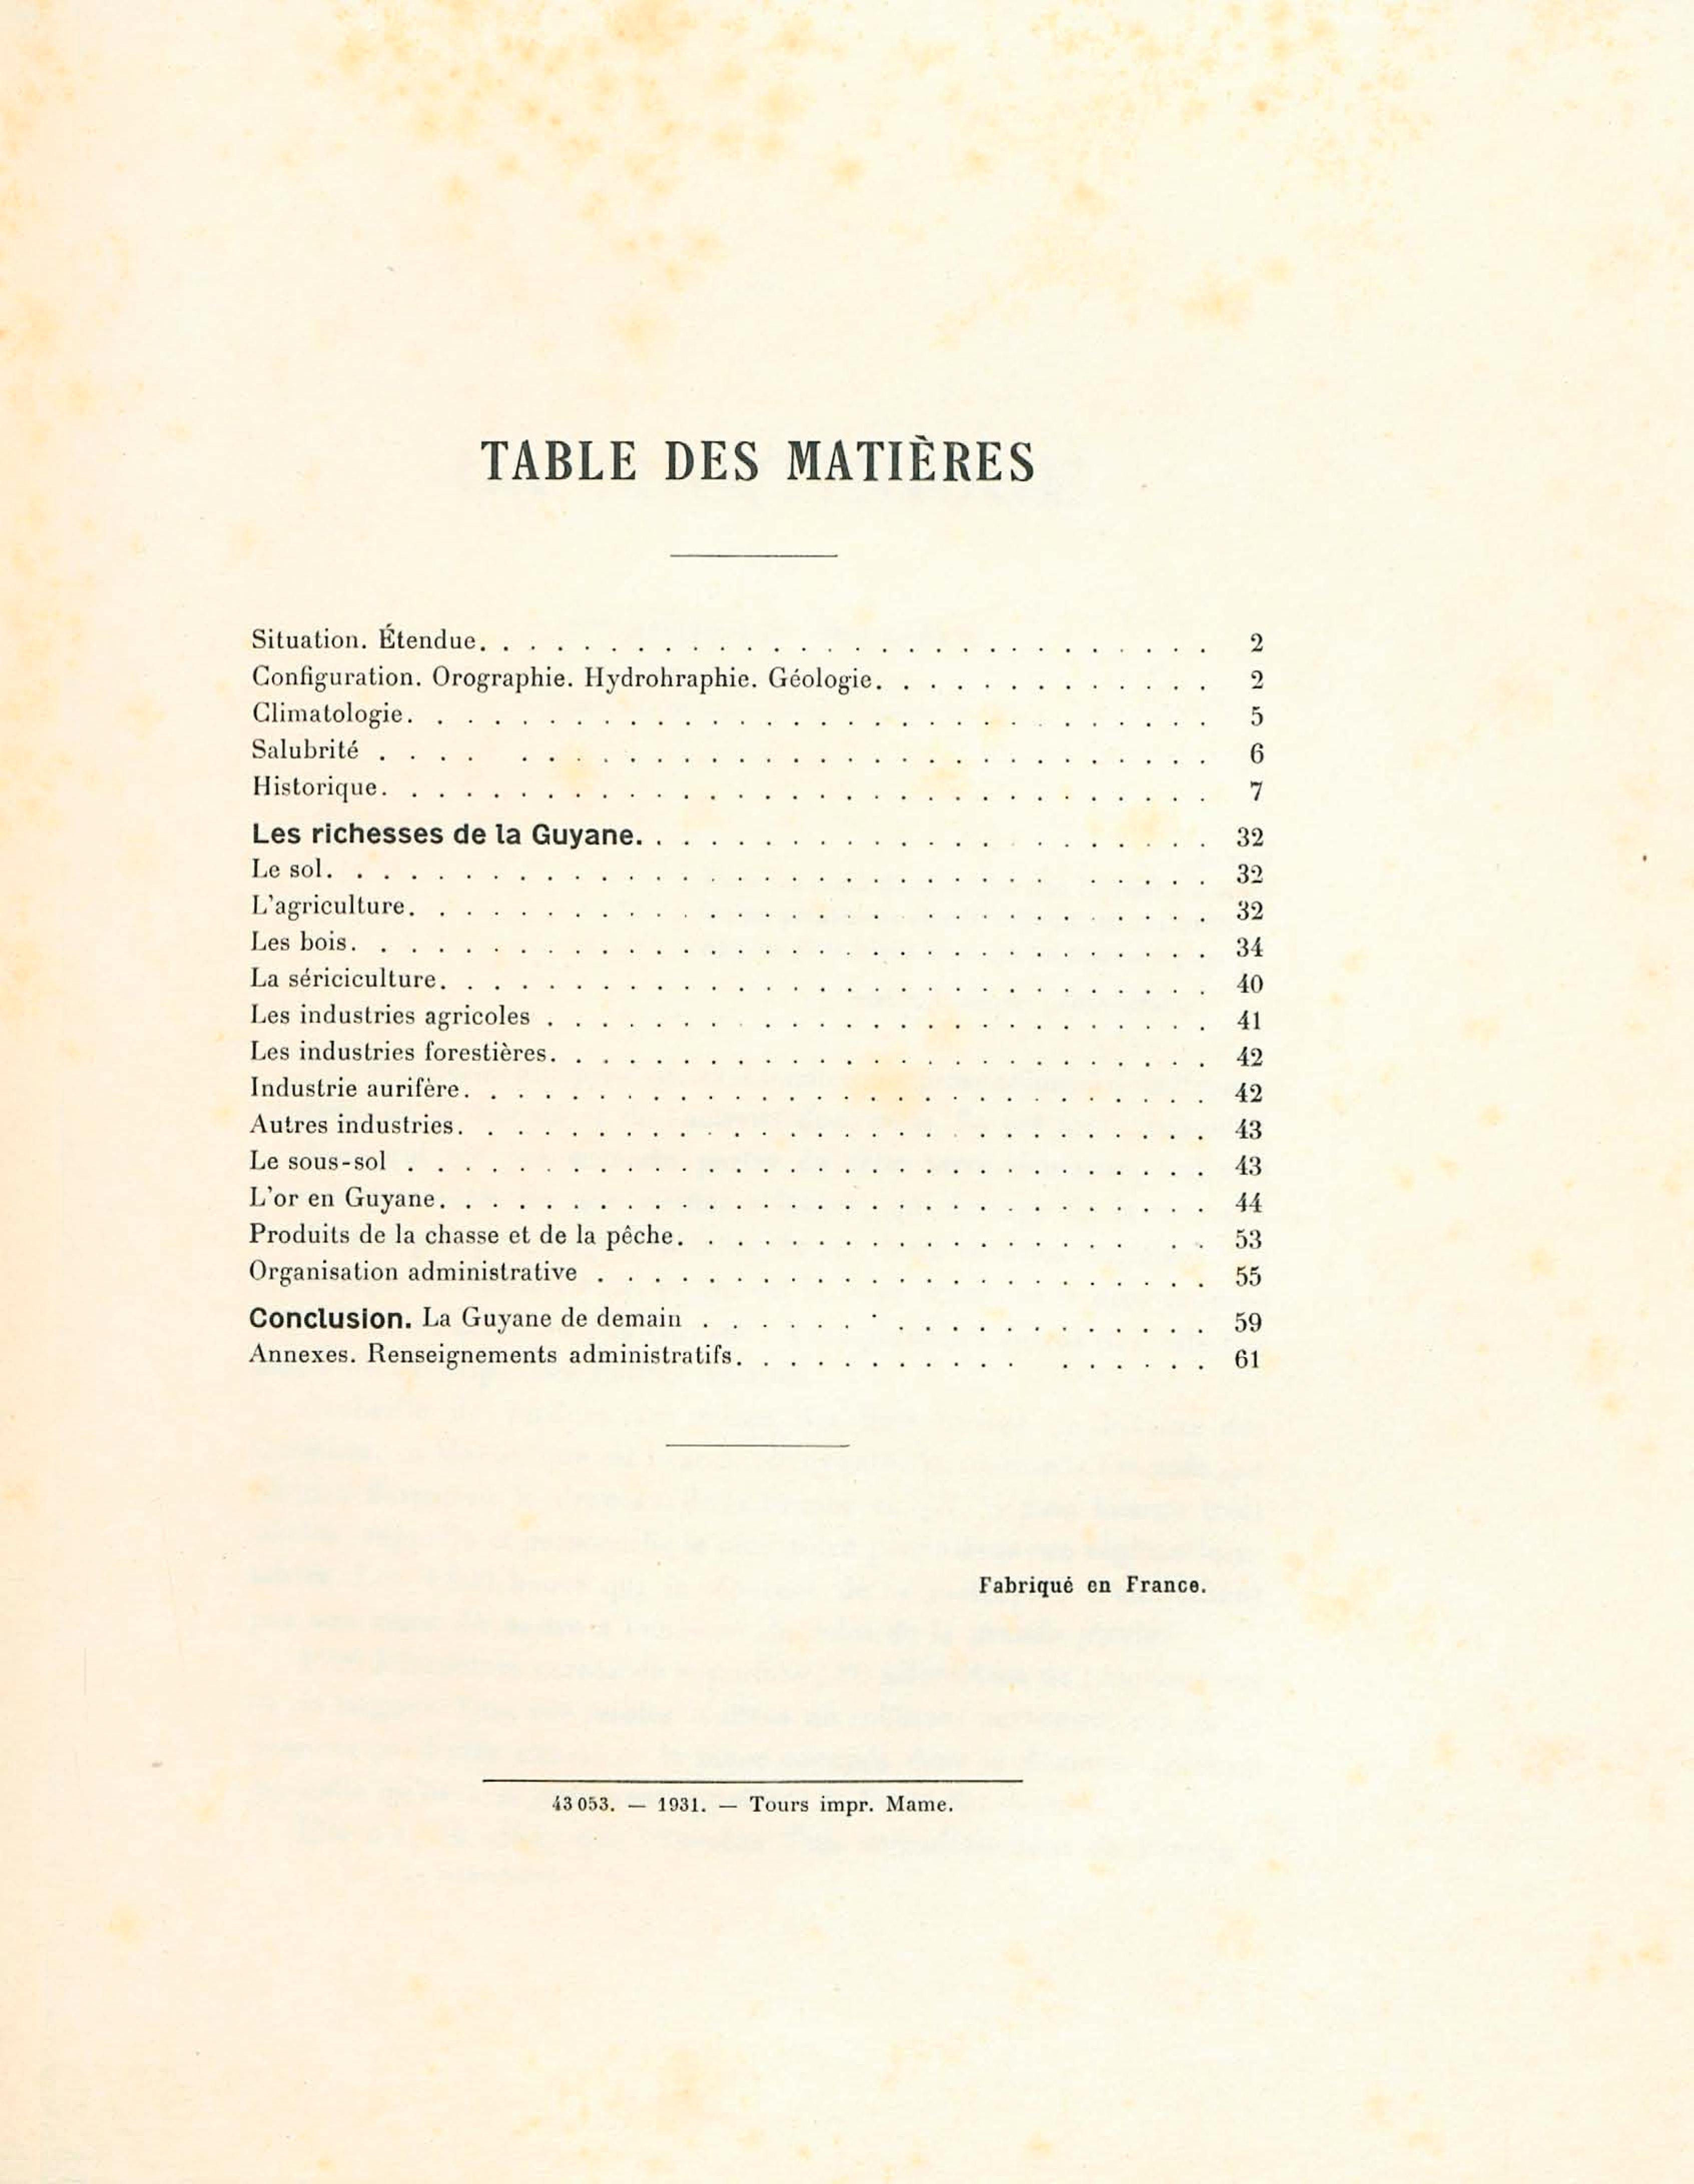 TABLE DES MATIÈRES
Situation. Étendue. . . . . . . . . . . . . . . . . . . . . . . . . . . . 2
Configuration. Orographie. Hydrohraphie. Géologie. . . . . . . . . . . . . 2
Climatologie. . . . . . . . . . . . . . . . . . . . . . . . . . . . . . 5
Salubrité . . . . . . . . . . . . . . . . . . . . . . . . . . . . . . 6
Historique. . . . . . . . . . . . . . . . . . . . . . . . . . . . . . . 7
Les richesses de la Guyane. . . . . . . . . . . . . . . . . . . . . . 32
Le sol. . . . . . . . . . . . . . . . . . . . . . . . . . . . . . . . 32
L'agriculture. . . . . . . . . . . . . . . . . . . . . . . . . . . . . 32
Les bois. . . . . . . . . . . . . . . . . . . . . . . . . . . . . . . 34
La sériciculture. . . . . . . . . . . . . . . . . . . . . . . . . . . . 40
Les industries agricoles . . . . . . . . . . . . . . . . . . . . . . . . 41
Les industries forestières. . . . . . . . . . . . . . . . . . . . . . . . 42
Industrie aurifère. . . . . . . . . . . . . . . . . . . . . . . . . . . 42
Autres industries. . . . . . . . . . . . . . . . . . . . . . . . . . . 43
Le sous-sol . . . . . . . . . . . . . . . . . . . . . . . . . . . . . 43
L'or en Guyane. . . . . . . . . . . . . . . . . . . . . . . . . . . . 44
Produits de la chasse et de la pêche. . . . . . . . . . . . . . . . . . . 53
Organisation administrative . . . . . . . . . . . . . . . . . . . . . . 55
Conclusion. La Guyane de demain . . . . . . . . . . . . . . . . . . . 59
Annexes. Renseignements administratifs. . . . . . . . . . . . . . . . . 61
Fabriqué en France.
43 053. — 1931. — Tours impr. Mame.